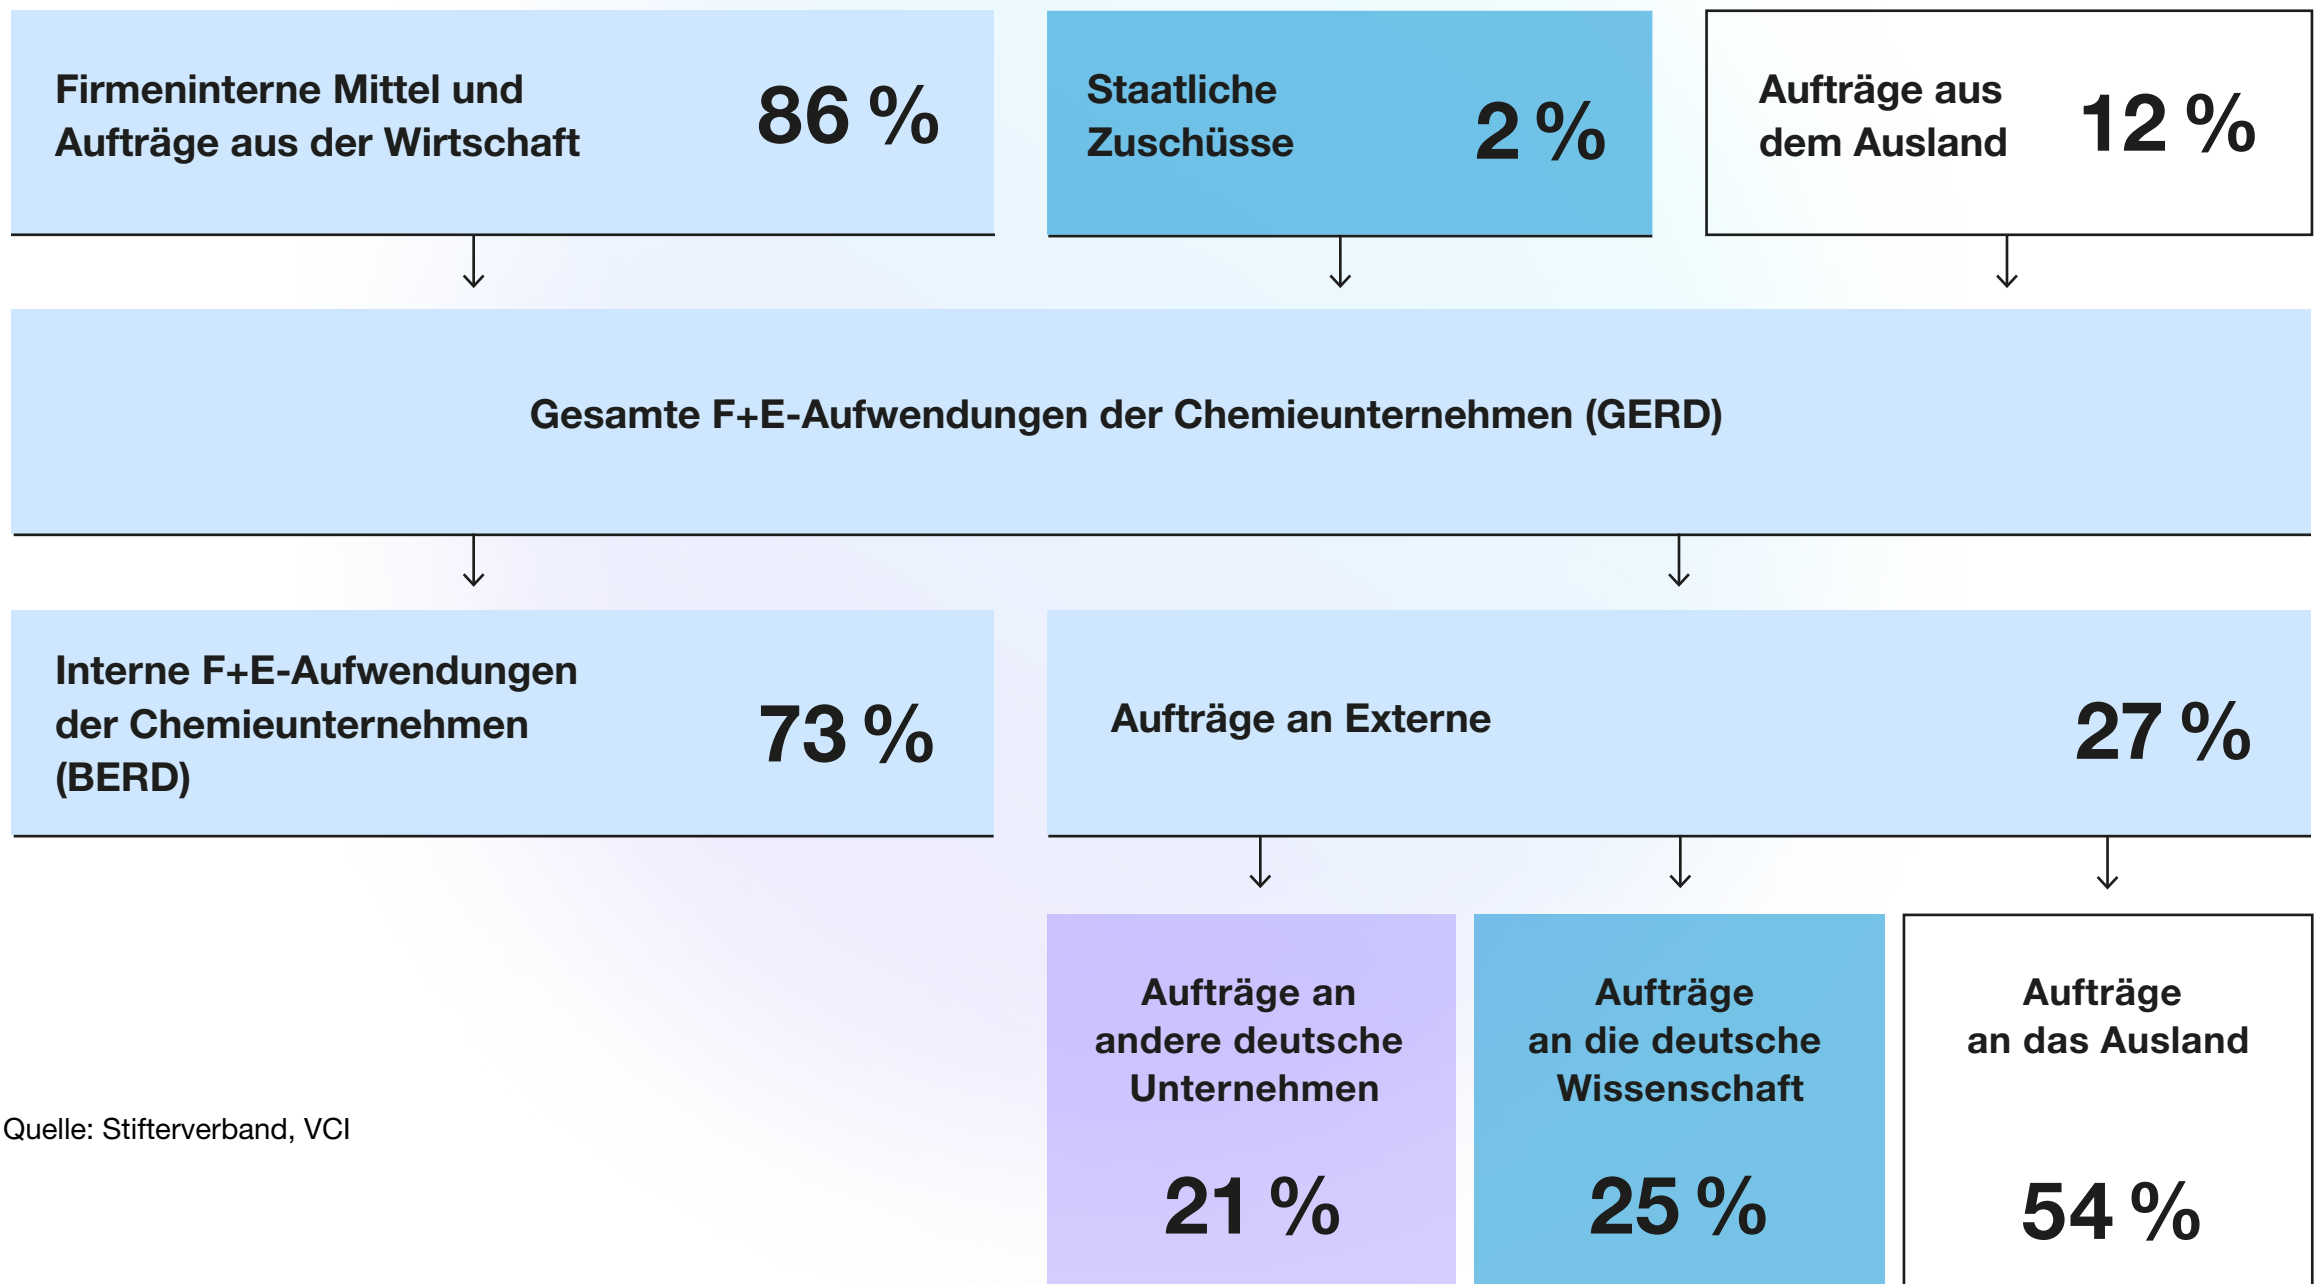 Firmeninterne Mittel und
Aufträge aus der Wirtschaft
86 %
Staatliche
Zuschüsse
2 %
Aufträge aus
dem Ausland
12 %
Gesamte F+E-Aufwendungen der Chemieunternehmen (GERD)
Interne F+E-Aufwendungen
der Chemieunternehmen
(BERD)
73 %
Aufträge an Externe
27 %
Aufträge an
andere deutsche
Unternehmen
21 %
Aufträge
an die deutsche
Wissenschaft
25 %
Aufträge
an das Ausland
54 %
Quelle: Stifterverband, VCI